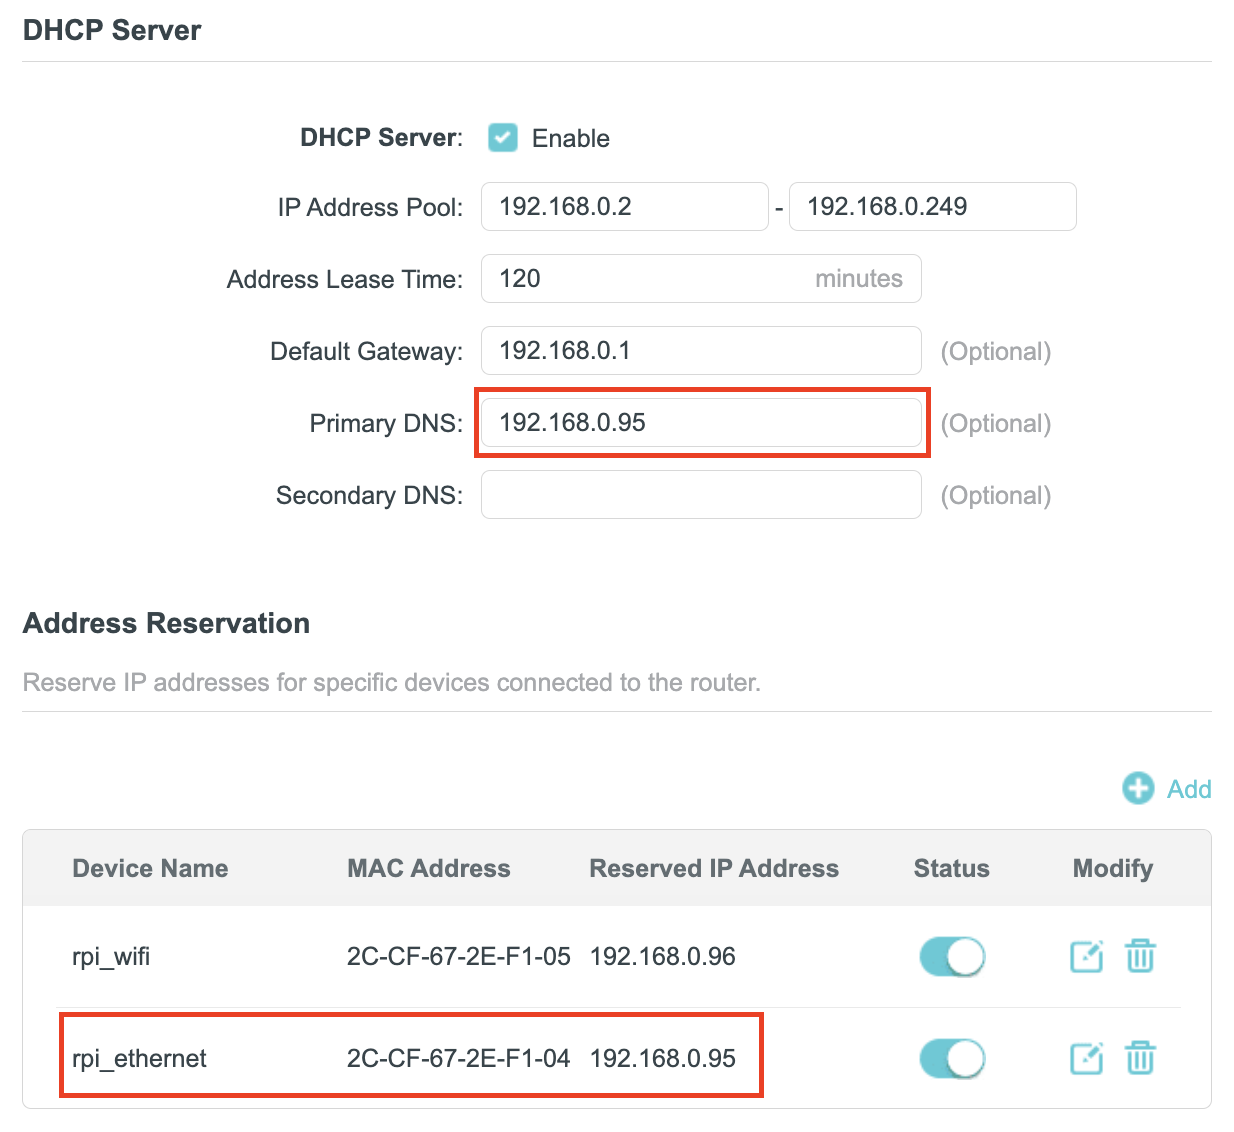 DHCP Server
DHCP Server: Enable
IP Address Pool: 192.168.0.2 - 192.168.0.249
Address Lease Time: 120 minutes
Default Gateway: 192.168.0.1 (Optional)
Primary DNS: 192.168.0.95 (Optional)
Secondary DNS: (Optional)
Address Reservation
Reserve IP addresses for specific devices connected to the router.
Add
Device Name MAC Address Reserved IP Address Status Modify
rpi_wifi 2C-CF-67-2E-F1-05 192.168.0.96
rpi_ethernet 2C-CF-67-2E-F1-04 192.168.0.95